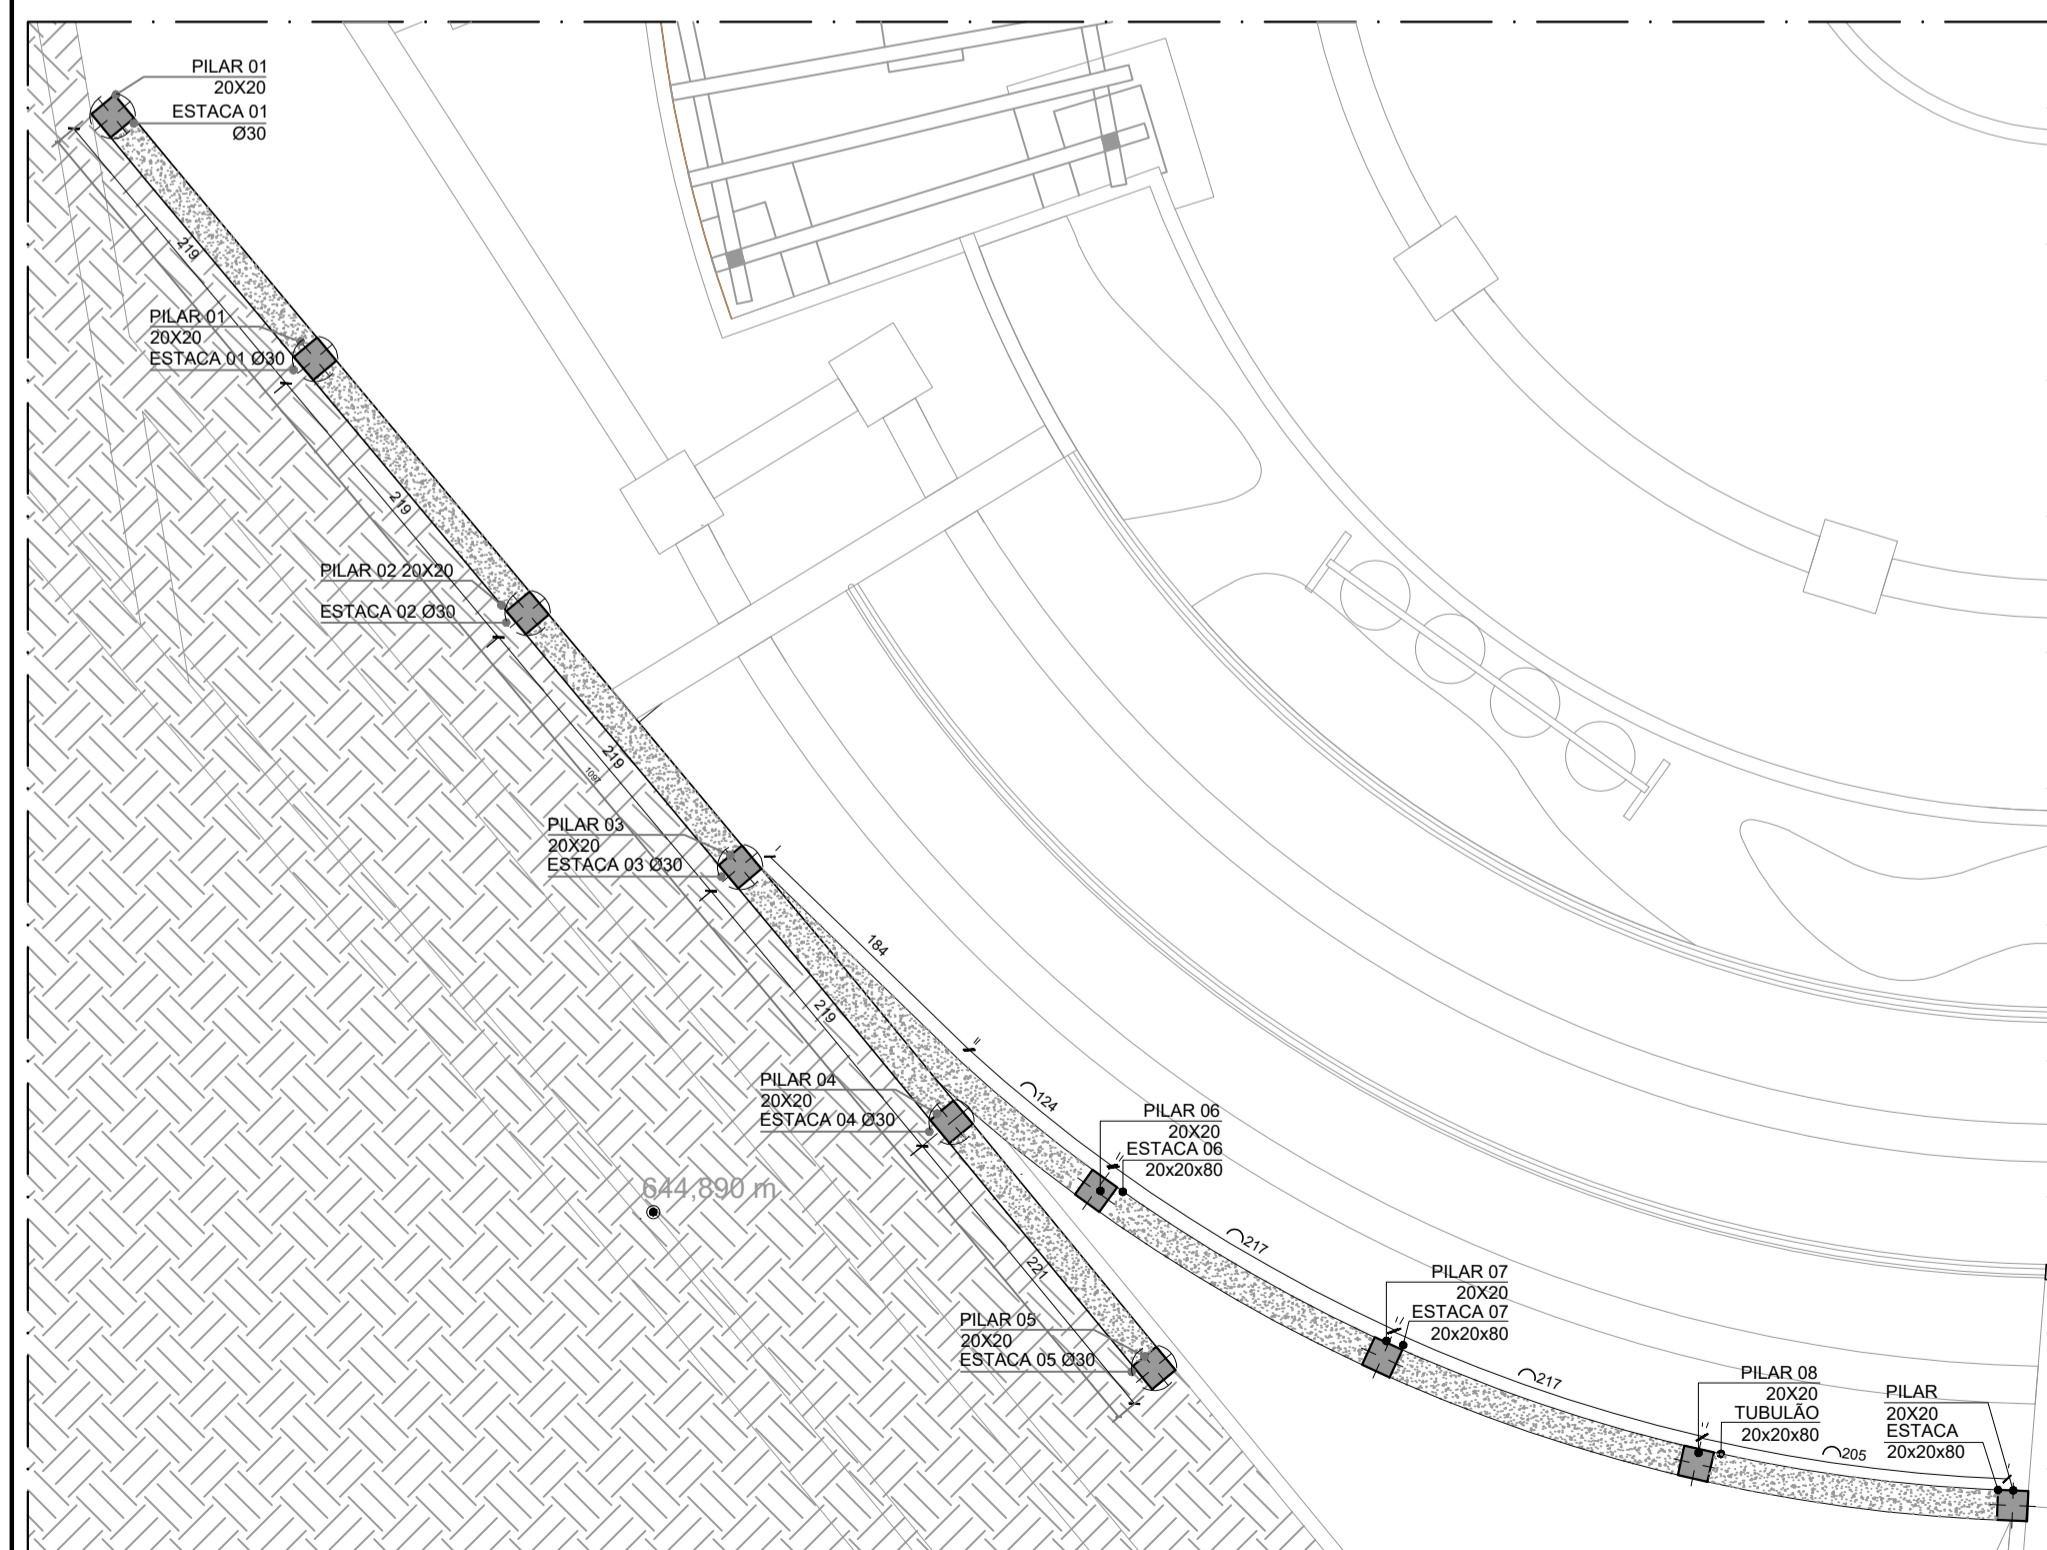 PILAR 01
20X20
ESTACA 01
Ø30
219
PILAR 01
20X20
ESTACA 01 Ø30
219
PILAR 02 20X20
ESTACA 02 Ø30
219
1097
PILAR 03
20X20
ESTACA 03 Ø30
184
219
124
PILAR 04
20X20
ESTACA 04 Ø30
PILAR 06
20X20
ESTACA 06
20x20x80
644,890 m
217
221
PILAR 07
20X20
ESTACA 07
20x20x80
PILAR 05
20X20
ESTACA 05 Ø30
217
PILAR 08
20X20
TUBULÃO
20x20x80
205
PILAR
20X20
ESTACA
20x20x80